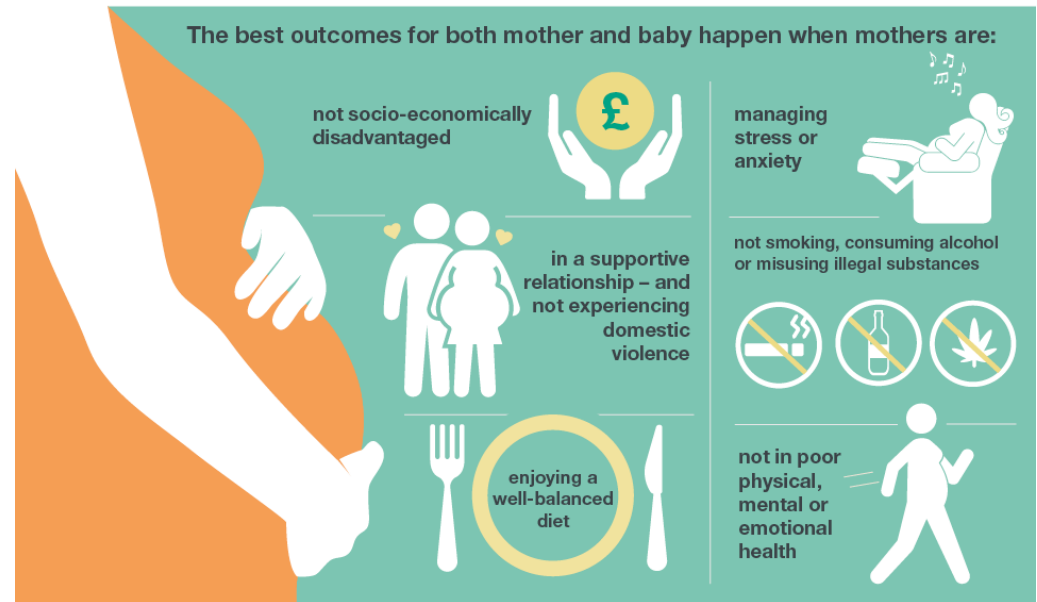 The best outcomes for both mother and baby happen when mothers are:
not socio-economically
disadvantaged
£
in a supportive
relationship – and
not experiencing
domestic
violence
enjoying a
well-balanced
diet
managing
stress or
anxiety
not smoking, consuming alcohol
or misusing illegal substances
not in poor
physical,
mental or
emotional
health